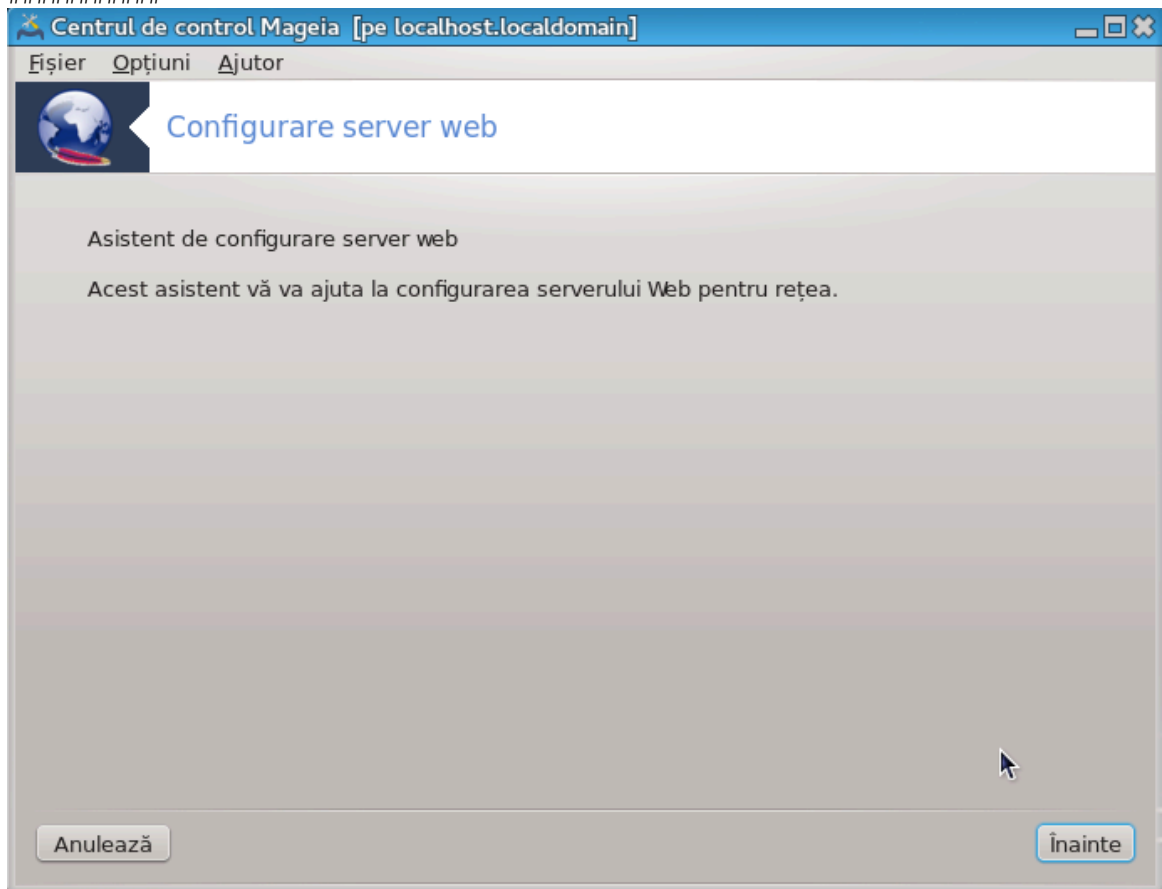 Centrul de control Mageia [pe localhost.localdomain]
Fișier Opțiuni Ajutor
Configurare server web
Asistent de configurare server web
Acest asistent vă va ajuta la configurarea serverului Web pentru rețea.
Anulează Înainte